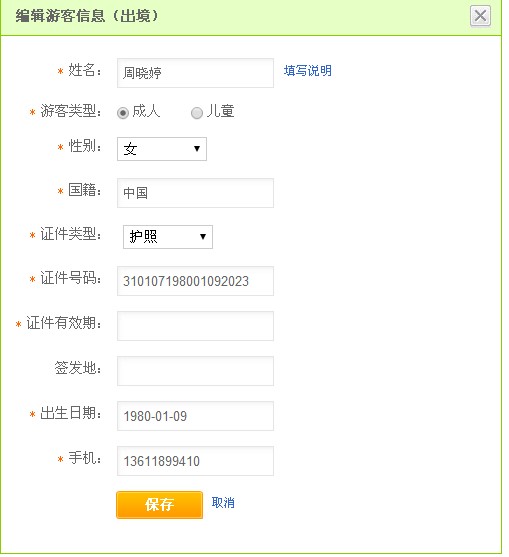 编辑游客信息（出境）
* 姓名： 周晓婷 填写说明
* 游客类型： 成人 儿童
* 性别： 女
* 国籍： 中国
* 证件类型： 护照
* 证件号码： 310107198001092023
* 证件有效期：
签发地：
* 出生日期： 1980-01-09
* 手机： 13611899410
保存 取消